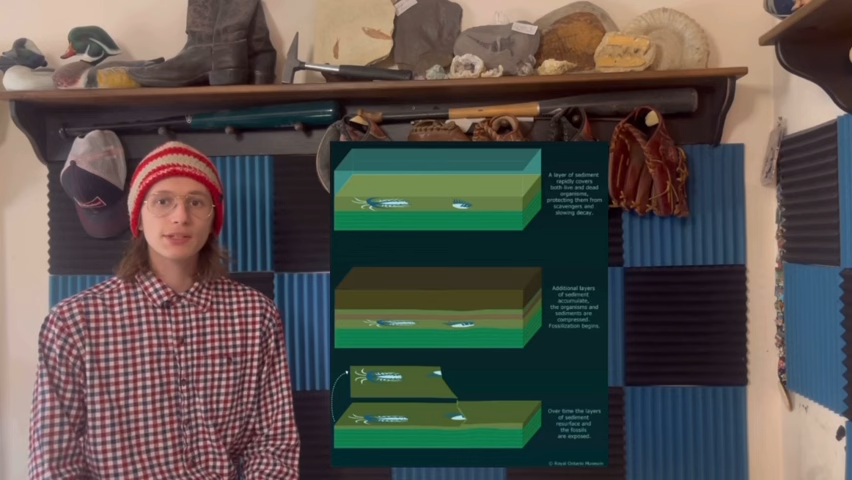 A layer of sediment
rapidly covers
both live and dead
organisms,
protecting them from
scavengers and
slowing decay.
Additional layers
of sediment
accumulate,
the organisms and
sediments are
compressed.
Fossilization begins.
Over time the layers
of sediment
resurface and
the fossils
are exposed.
© Royal Ontario Museum